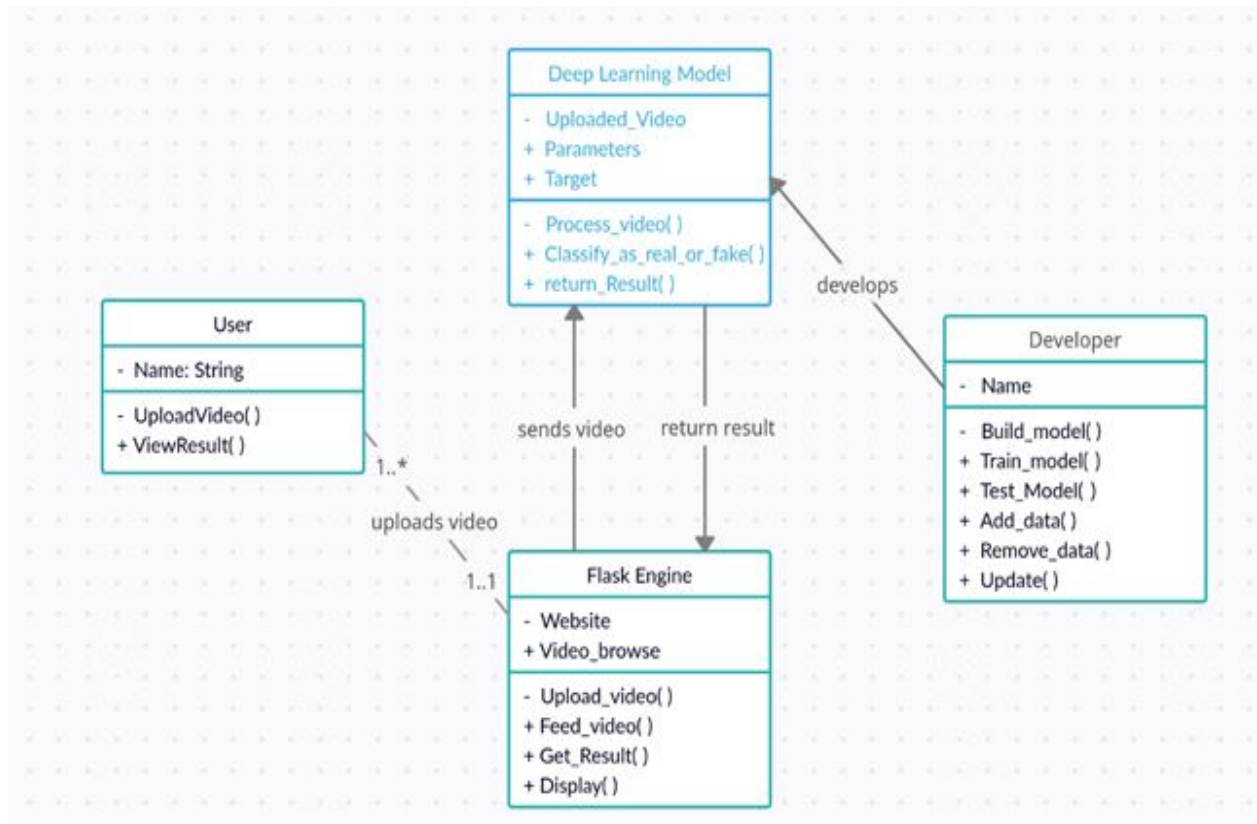 Deep Learning Model
- Uploaded_Video
+ Parameters
+ Target
- Process_video( )
+ Classify_as_real_or_fake( )
+ return_Result( )
develops
User
- Name: String
- UploadVideo( )
+ ViewResult( )
Developer
- Name
- Build_model( )
+ Train_model( )
+ Test_Model( )
+ Add_data( )
+ Remove_data( )
+ Update( )
sends video
return result
1..*
uploads video
1..1
Flask Engine
- Website
+ Video_browse
- Upload_video( )
+ Feed_video( )
+ Get_Result( )
+ Display( )